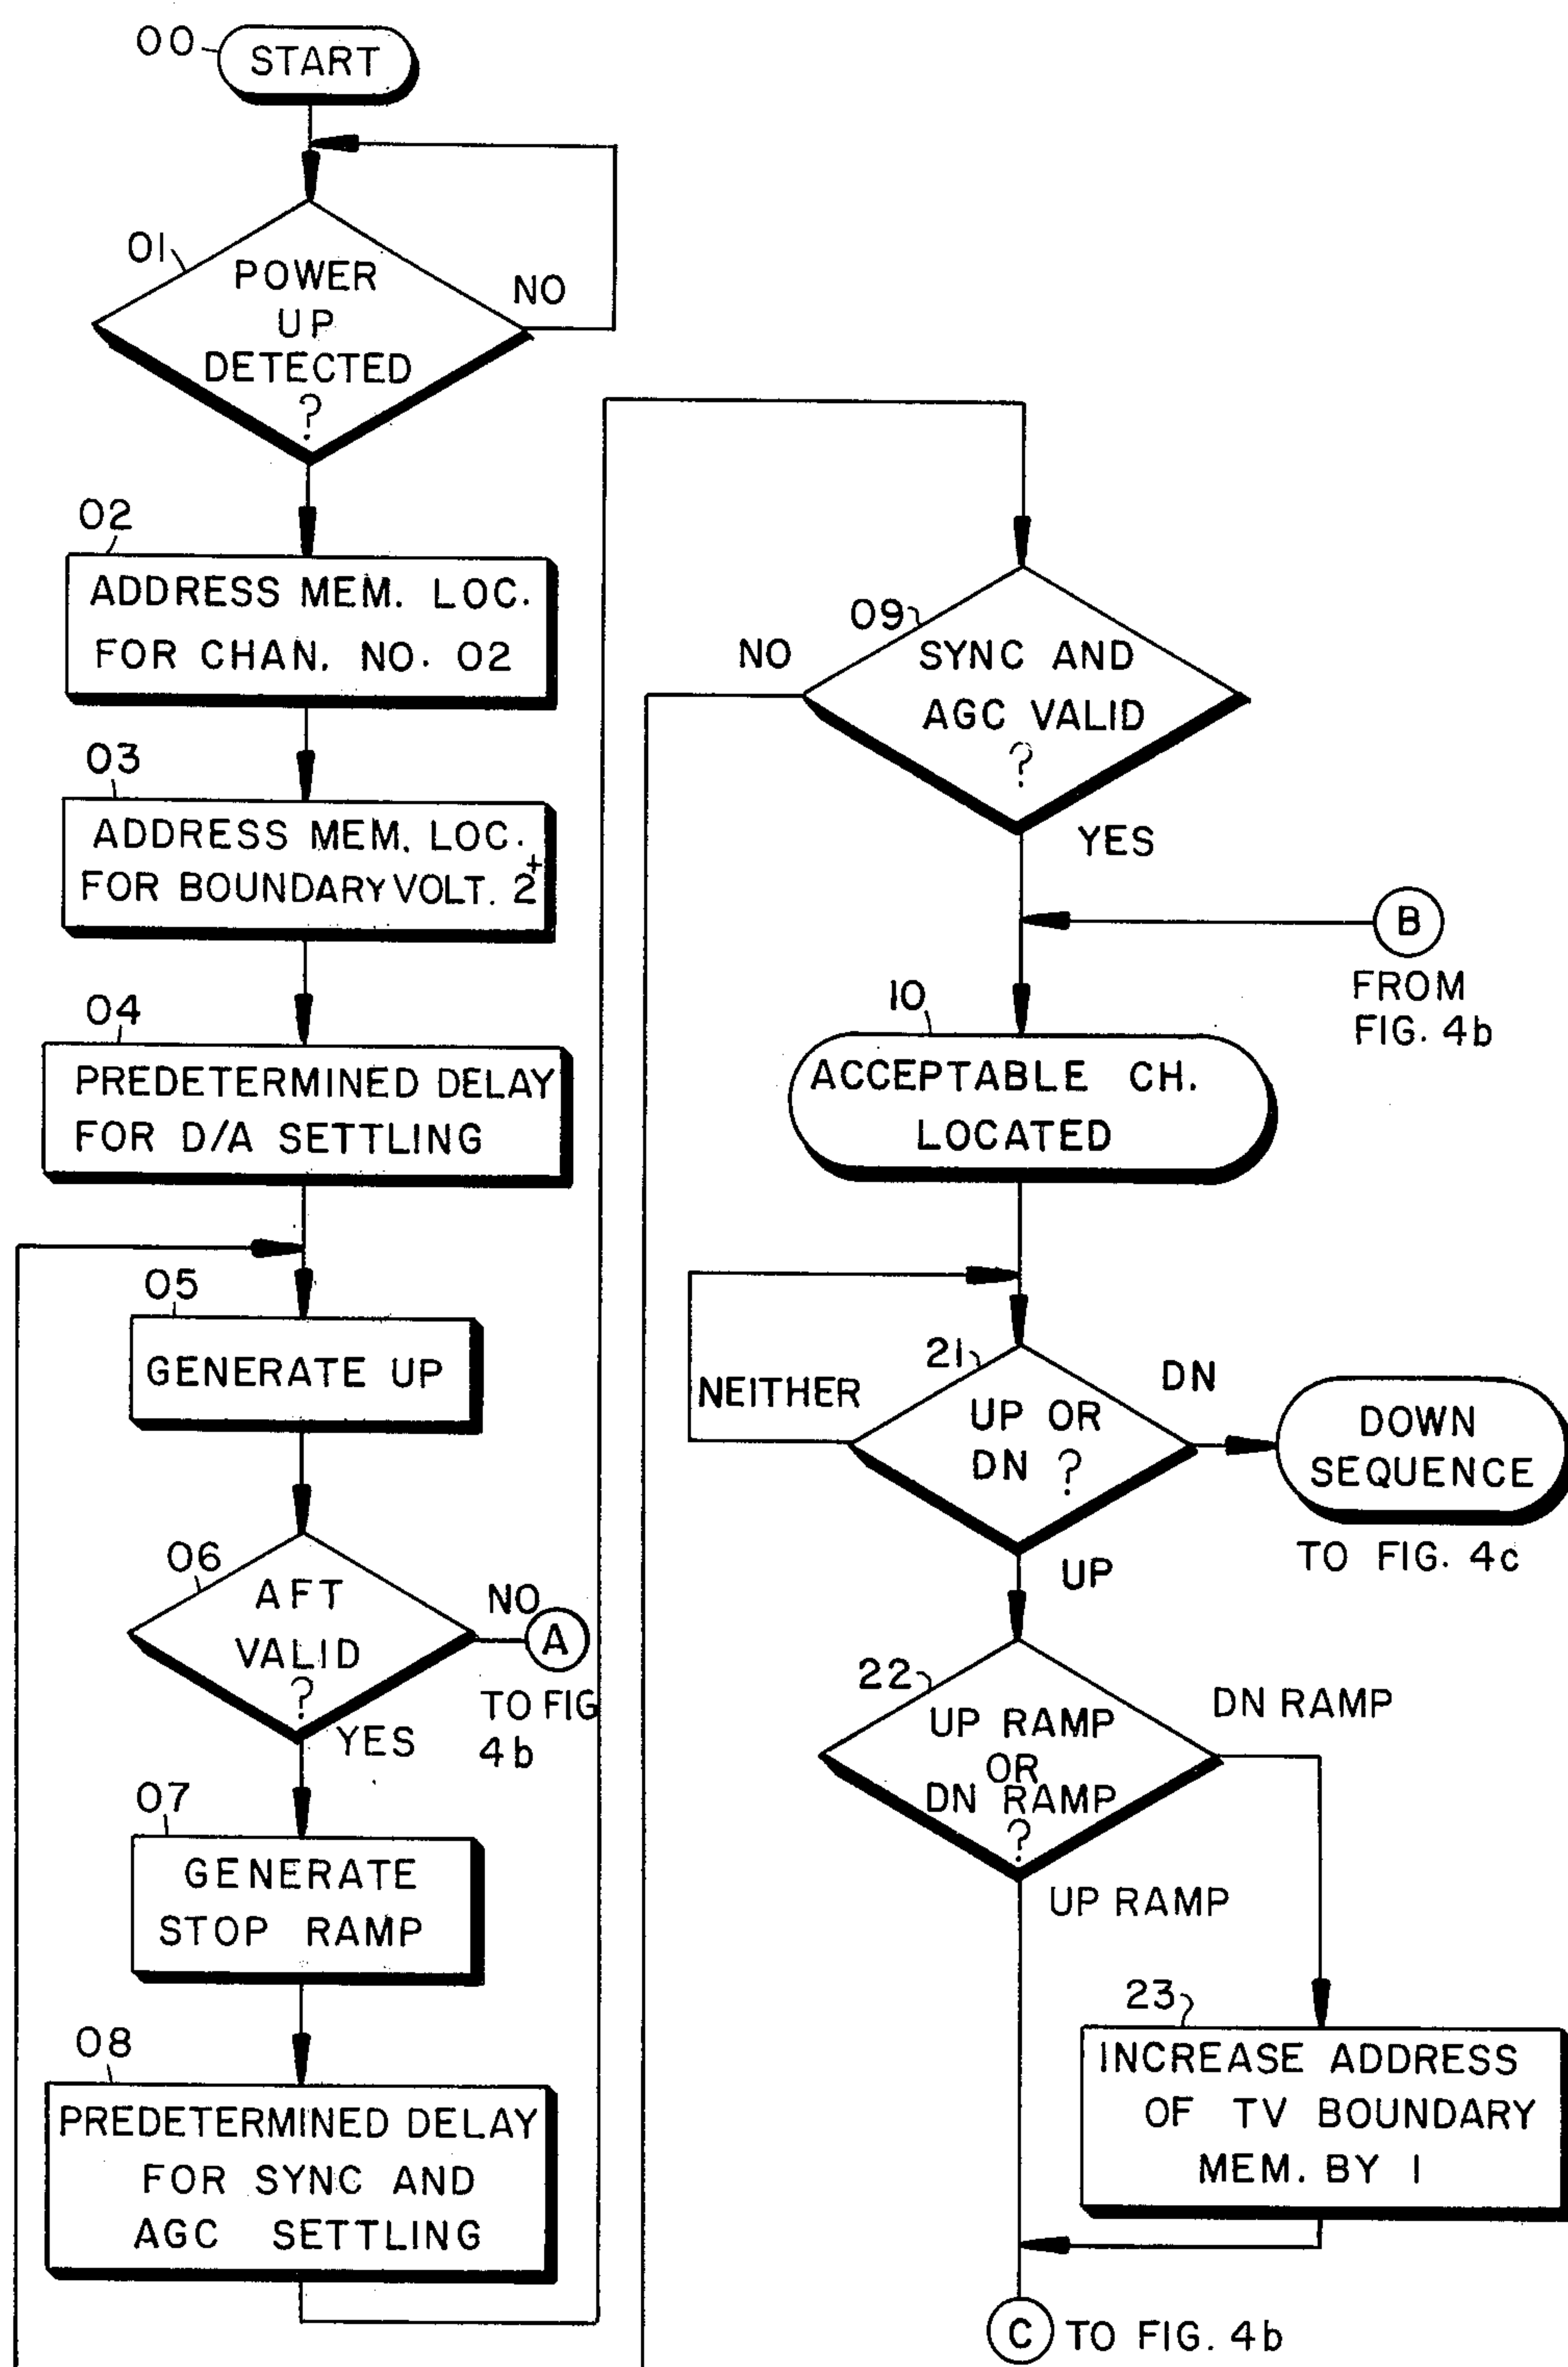 00
START
01
POWER
UP
DETECTED
?
NO
02
ADDRESS MEM. LOC.
FOR CHAN. NO. 02
03
ADDRESS MEM. LOC.
FOR BOUNDARY VOLT. 2+
04
PREDETERMINED DELAY
FOR D/A SETTLING
05
GENERATE UP
06
AFT
VALID
?
NO
A
TO FIG
4b
YES
07
GENERATE
STOP RAMP
08
PREDETERMINED DELAY
FOR SYNC AND
AGC SETTLING
09
NO
SYNC AND
AGC VALID
?
YES
B
FROM
FIG. 4b
10
ACCEPTABLE CH.
LOCATED
21
NEITHER
UP OR
DN ?
DN
DOWN
SEQUENCE
TO FIG. 4c
UP
22
UP RAMP
OR
DN RAMP
?
DN RAMP
UP RAMP
23
INCREASE ADDRESS
OF TV BOUNDARY
MEM. BY 1
C TO FIG. 4b